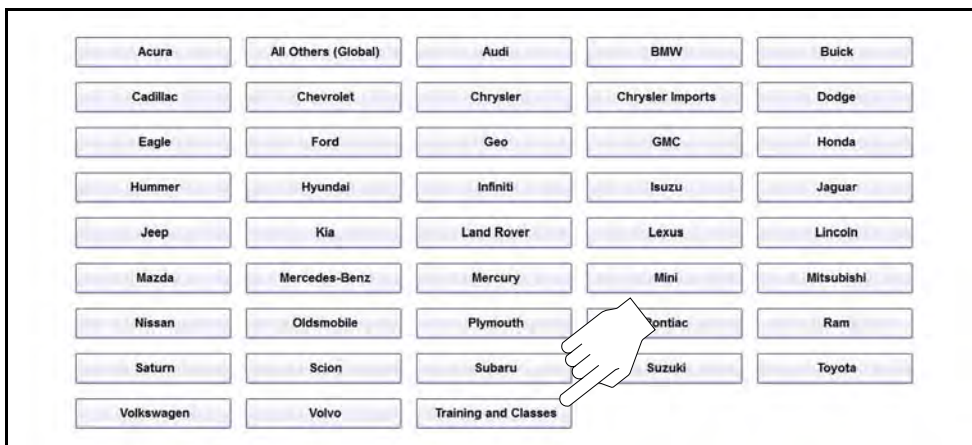 Acura All Others (Global) Audi BMW Buick
Cadillac Chevrolet Chrysler Chrysler Imports Dodge
Eagle Ford Geo GMC Honda
Hummer Hyundai Infiniti Isuzu Jaguar
Jeep Kia Land Rover Lexus Lincoln
Mazda Mercedes-Benz Mercury Mini Mitsubishi
Nissan Oldsmobile Plymouth Pontiac Ram
Saturn Scion Subaru Suzuki Toyota
Volkswagen Volvo Training and Classes